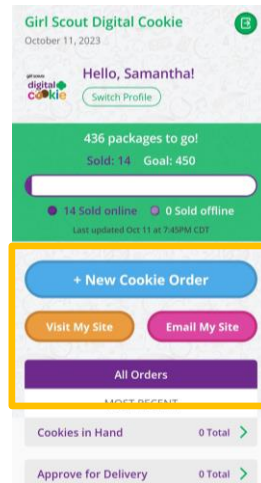 Girl Scout Digital Cookie
October 11, 2023
girl scouts
digital
cookie
Hello, Samantha!
Switch Profile
436 packages to go!
Sold: 14 Goal: 450
14 Sold online 0 Sold offline
Last updated Oct 11 at 7:45PM CDT
+ New Cookie Order
Visit My Site Email My Site
All Orders
MOST RECENT
Cookies in Hand 0 Total
Approve for Delivery 0 Total